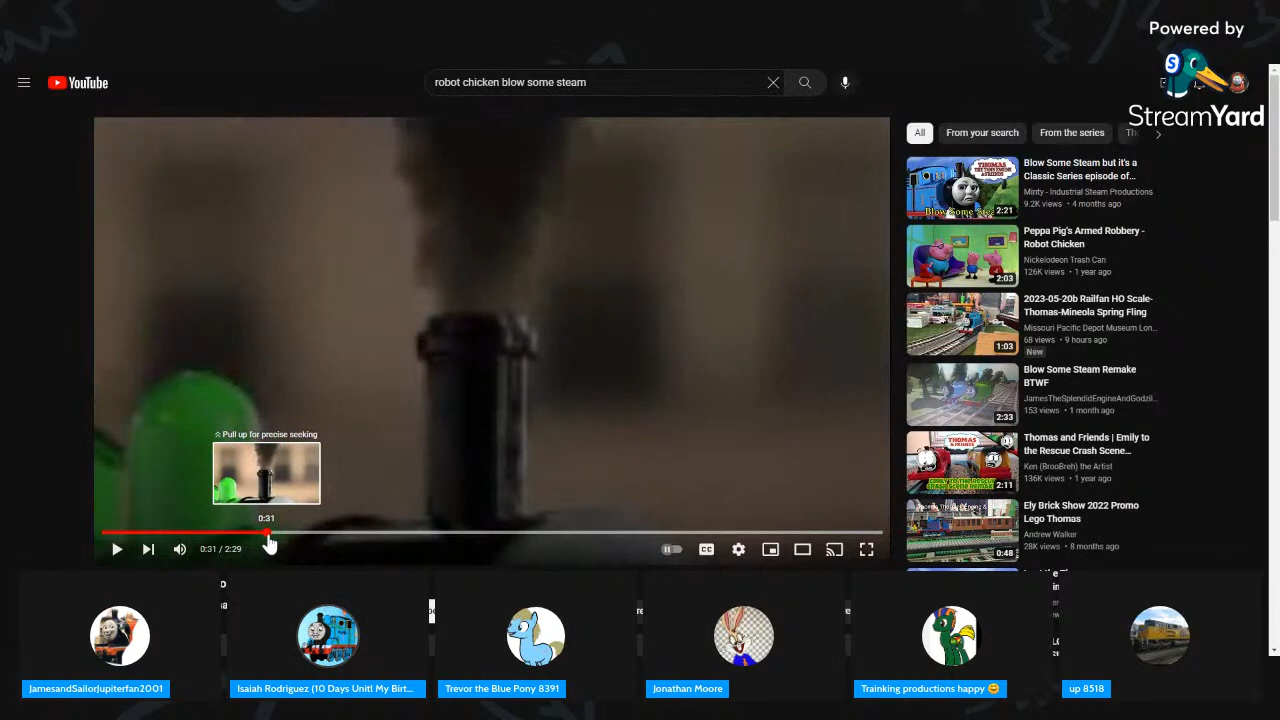 Powered by
StreamYard
YouTube
robot chicken blow some steam
All
From your search
From the series
Th
Blow Some Steam but it's a
Classic Series episode of...
Minty - Industrial Steam Productions
9.2K views • 4 months ago
THOMAS
Blow Some Stea
2:21
Peppa Pig's Armed Robbery -
Robot Chicken
Nickelodeon Trash Can
126K views • 1 year ago
2:03
2023-05-20b Railfan HO Scale-
Thomas-Mineola Spring Fling
Missouri Pacific Depot Museum Lon...
68 views • 9 hours ago
New
1:03
Blow Some Steam Remake
BTWF
JamesTheSplendidEngineAndGodzil...
153 views • 1 month ago
2:33
Thomas and Friends | Emily to
the Rescue Crash Scene...
Ken (BrooBreh) the Artist
136K views • 1 year ago
THOMAS
2:11
Ely Brick Show 2022 Promo
Lego Thomas
Andrew Walker
28K views • 8 months ago
0:48
Pull up for precise seeking
0:31
0:31 / 2:29
CC
JamesandSailorJupiterfan2001
Isaiah Rodriguez (10 Days Unitl My Birt...
Trevor the Blue Pony 8391
Jonathan Moore
Trainking productions happy 😊
up 8518